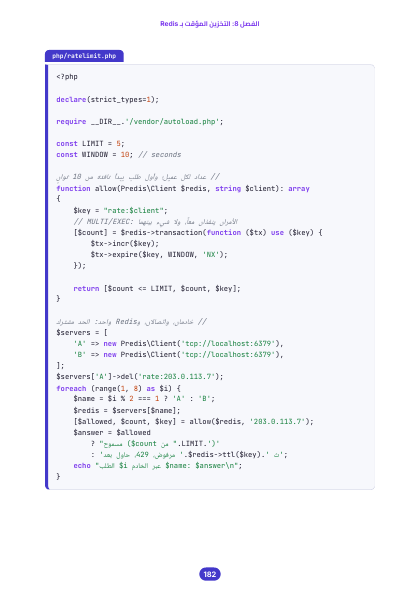 الفصل 8: التخزين المؤقت بـ Redis
php/ratelimit.php
<?php
declare(strict_types=1);
require __DIR__.'/vendor/autoload.php';
const LIMIT = 5;
const WINDOW = 10; // seconds
// عداد لكل عميل، وأول طلب يبدأ نافذة من 10 ثوانٍ
function allow(Predis\Client $redis, string $client): array
{
    $key = "rate:$client";
    // MULTI/EXEC: الأمران ينفذان معاً، ولا شيء بينهما
    [$count] = $redis->transaction(function ($tx) use ($key) {
        $tx->incr($key);
        $tx->expire($key, WINDOW, 'NX');
    });
    return [$count <= LIMIT, $count, $key];
}
// خادمان، واتصالان، وRedis واحد: الحد مشترك
$servers = [
    'A' => new Predis\Client('tcp://localhost:6379'),
    'B' => new Predis\Client('tcp://localhost:6379'),
];
$servers['A']->del('rate:203.0.113.7');
foreach (range(1, 8) as $i) {
    $name = $i % 2 === 1 ? 'A' : 'B';
    $redis = $servers[$name];
    [$allowed, $count, $key] = allow($redis, '203.0.113.7');
    $answer = $allowed
        ? "مسموح ($count من ".LIMIT.')'
        : 'مرفوض، 429، حاول بعد '.$redis->ttl($key).' ث';
    echo "الطلب $i عبر الخادم $name: $answer\n";
}
182